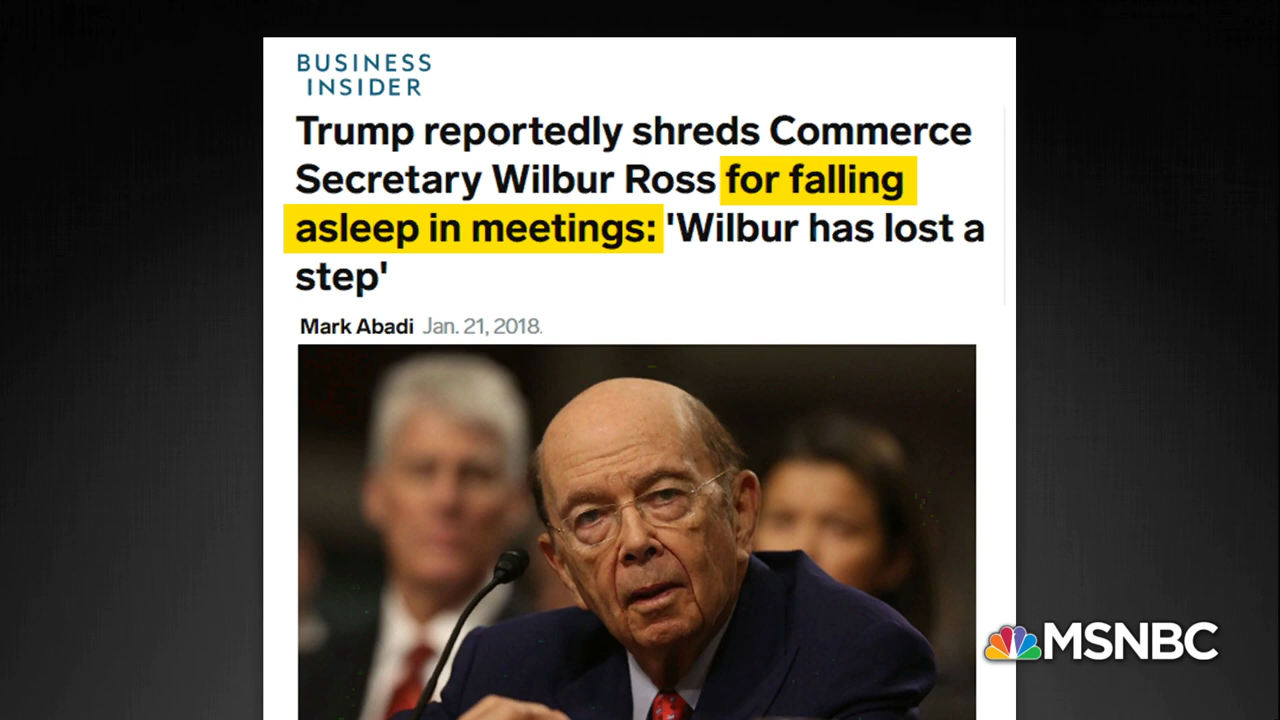 BUSINESS
INSIDER
Trump reportedly shreds Commerce
Secretary Wilbur Ross for falling
asleep in meetings: 'Wilbur has lost a
step'
Mark Abadi Jan. 21, 2018.
MSNBC